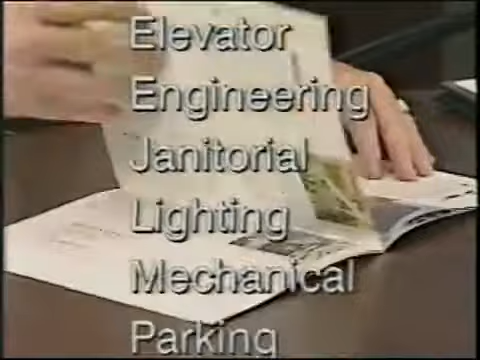 Elevator
Engineering
Janitorial
Lighting
Mechanical
Parking